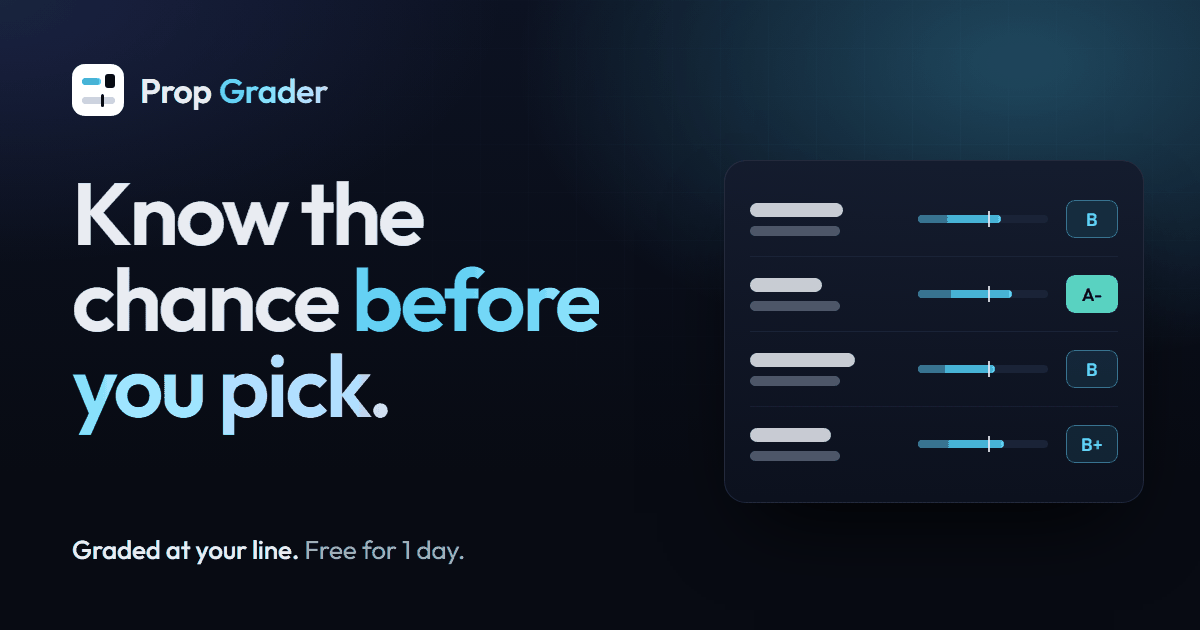 Prop Grader
Know the
chance before
you pick.
Graded at your line. Free for 1 day.
B
A-
B
B+